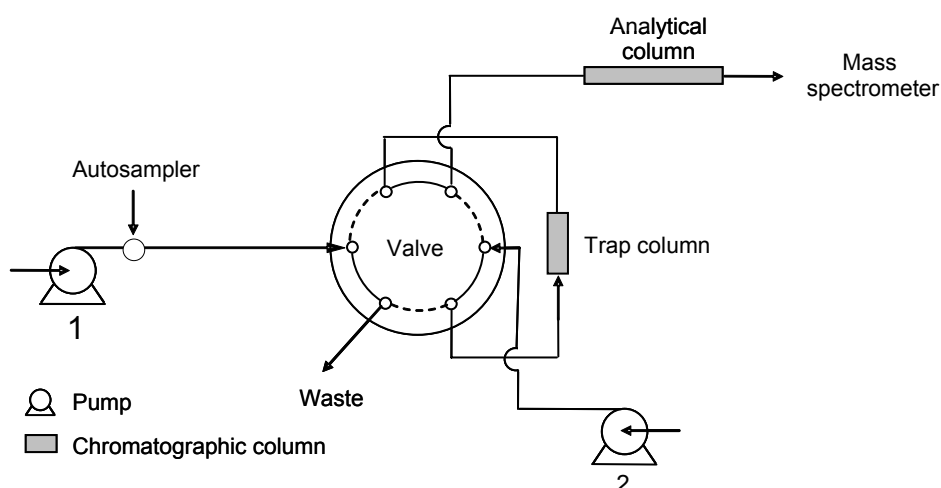 Analytical
column
Mass
spectrometer
Autosampler
Valve
Trap column
1
Waste
Pump
Chromatographic column
2